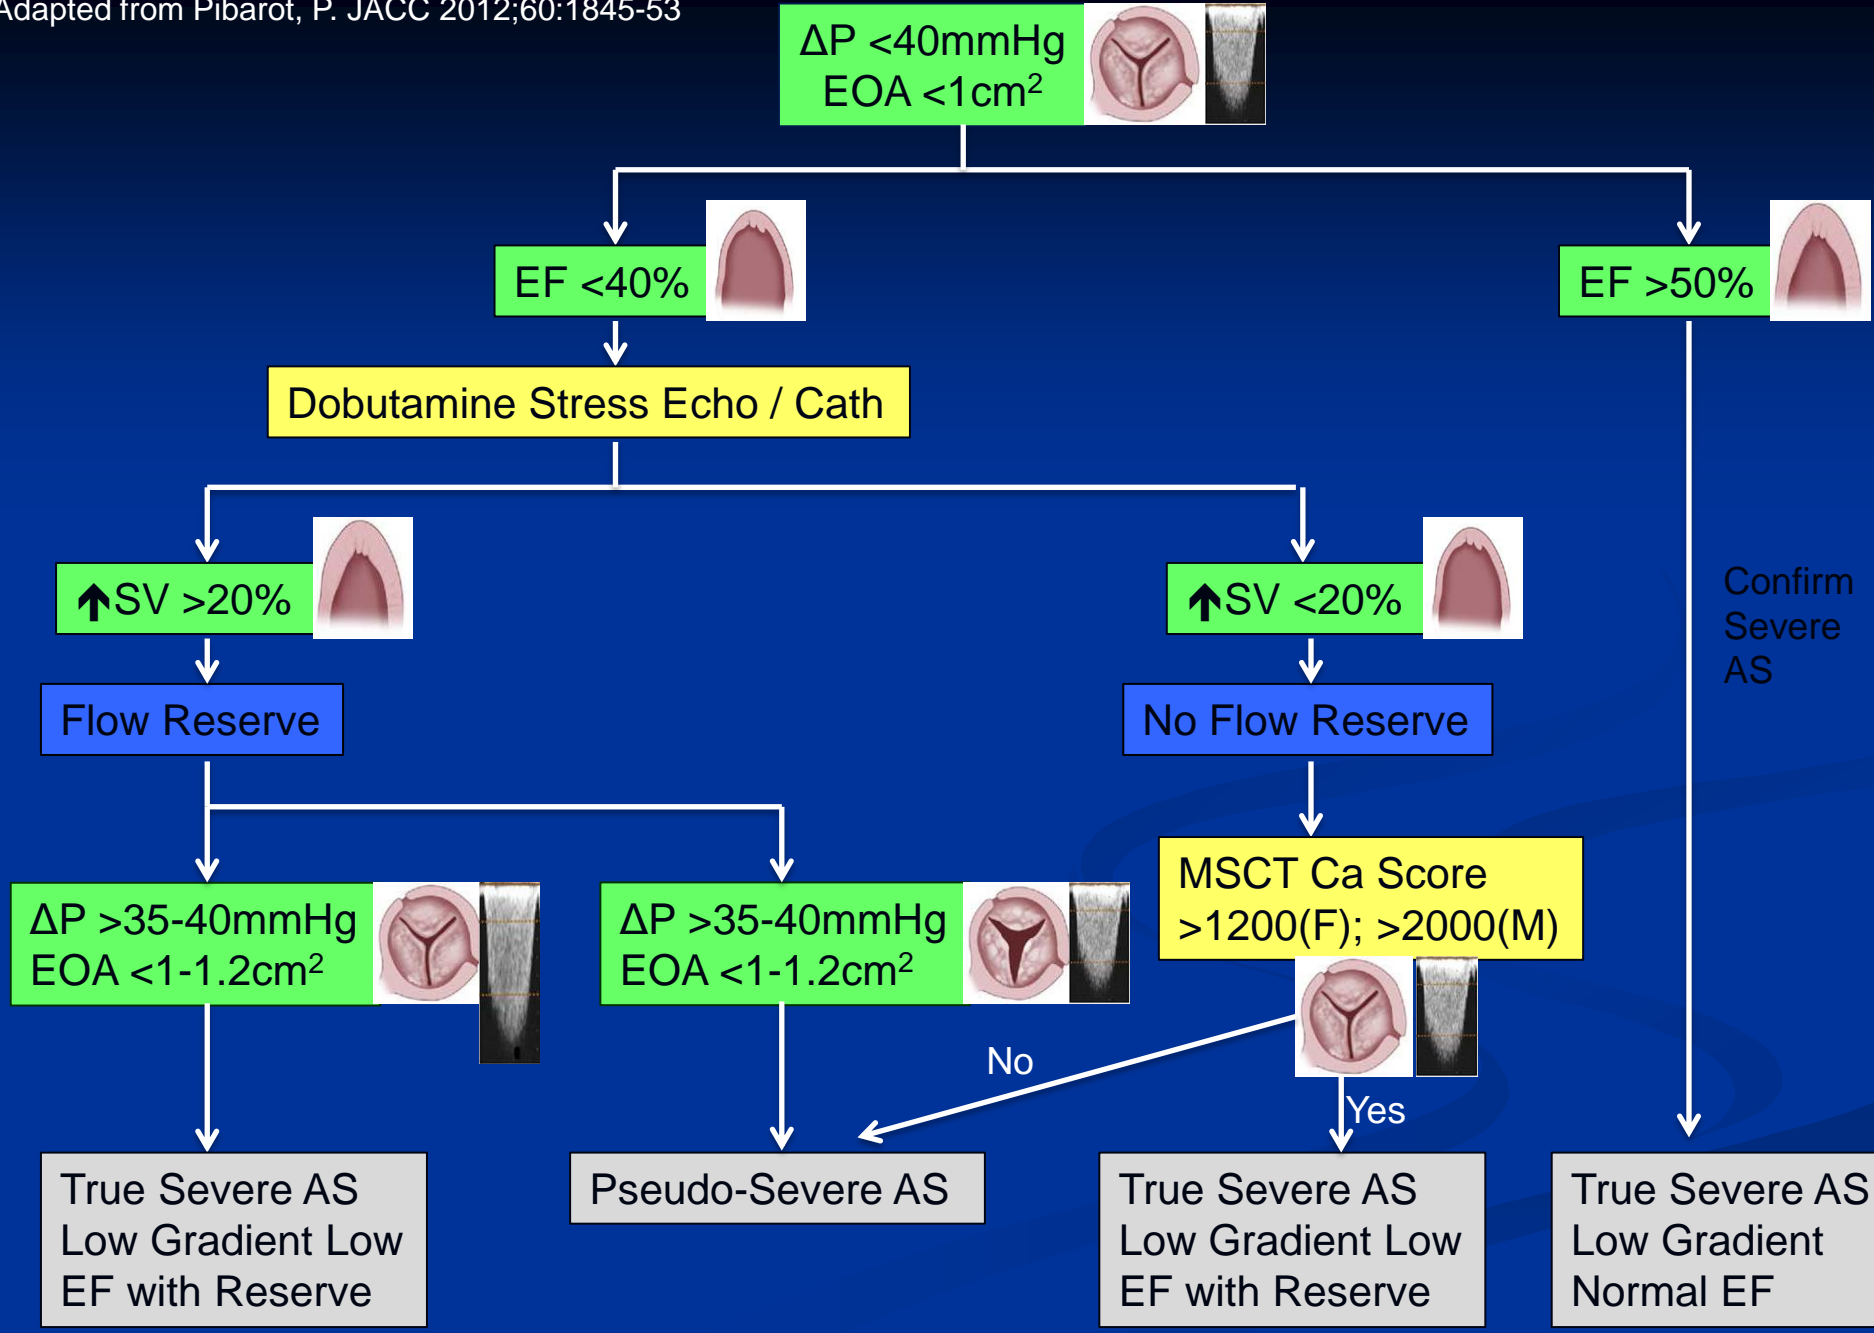 Adapted from Pibarot, P. JACC 2012;60:1845-53
ΔP <40mmHg
EOA <1cm²
EF <40%
EF >50%
Dobutamine Stress Echo / Cath
↑SV >20%
↑SV <20%
Confirm
Severe
AS
Flow Reserve
No Flow Reserve
ΔP >35-40mmHg
EOA <1-1.2cm²
ΔP >35-40mmHg
EOA <1-1.2cm²
MSCT Ca Score
>1200(F); >2000(M)
No
Yes
True Severe AS
Low Gradient Low
EF with Reserve
Pseudo-Severe AS
True Severe AS
Low Gradient Low
EF with Reserve
True Severe AS
Low Gradient
Normal EF